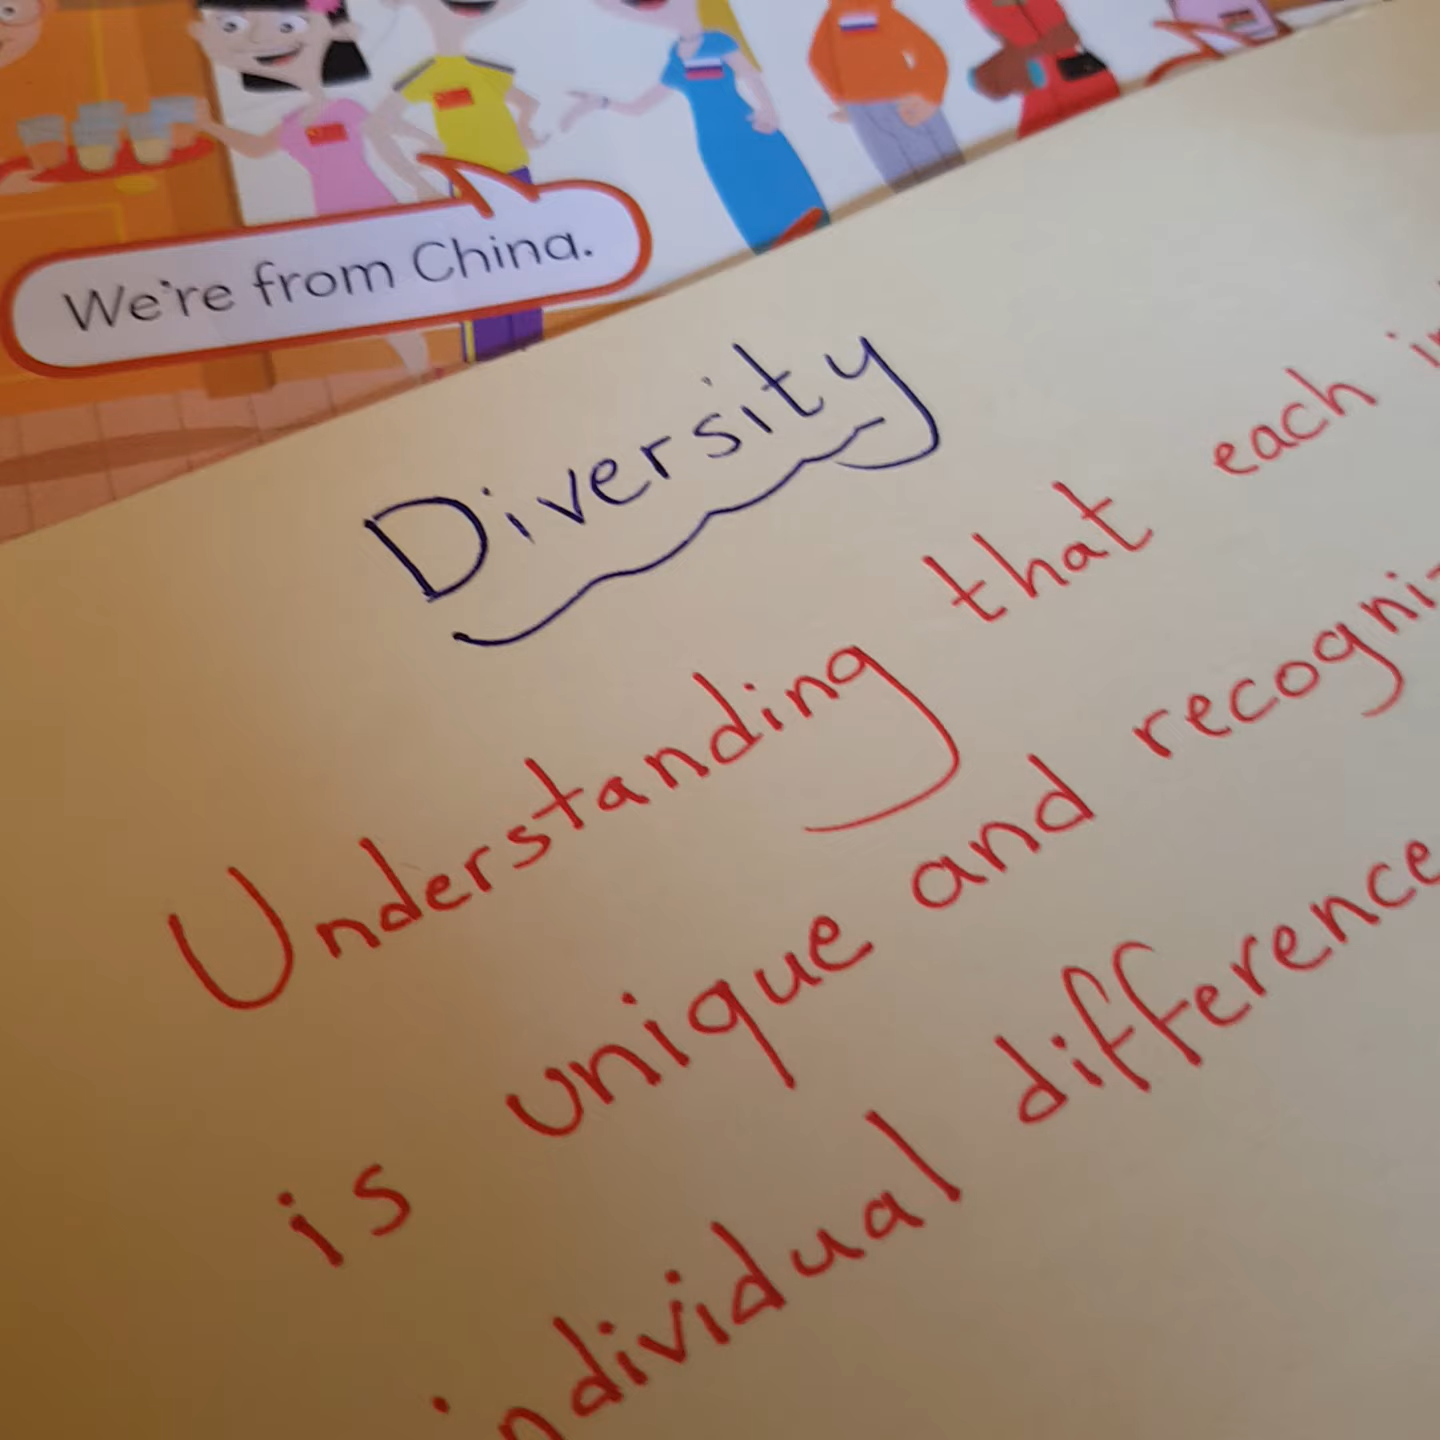 We're from China.
Diversity
Understanding that each
is unique and recogni
individual difference